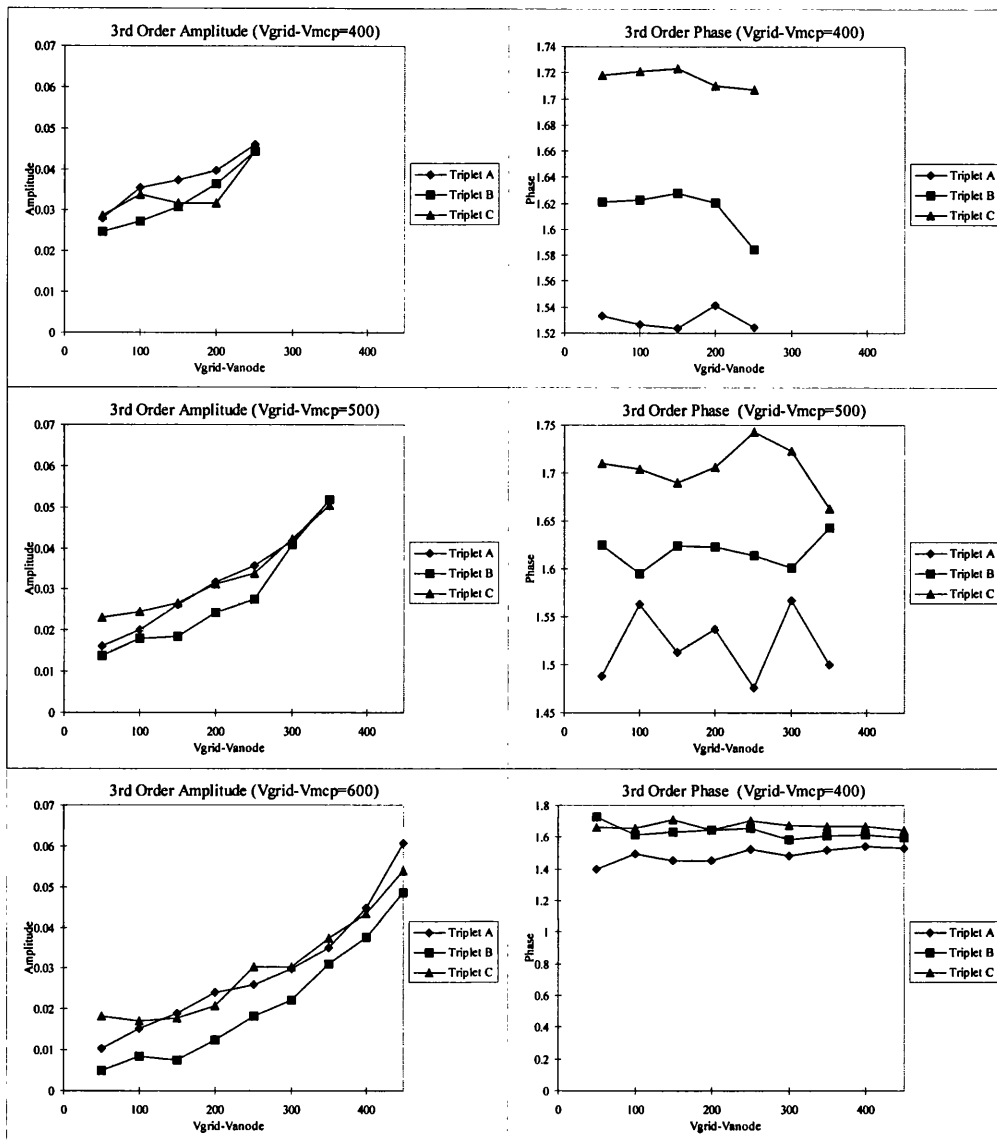 3rd Order Amplitude (Vgrid-Vmcp=400)
0.07
0.06
0.05
0.04
0.03
0.02
0.01
0
Amplitude
0 100 200 300 400
Vgrid-Vanode
Triplet A
Triplet B
Triplet C
3rd Order Phase (Vgrid-Vmcp=400)
1.74
1.72
1.7
1.68
1.66
1.64
1.62
1.6
1.58
1.56
1.54
1.52
Phase
0 100 200 300 400
Vgrid-Vanode
Triplet A
Triplet B
Triplet C
3rd Order Amplitude (Vgrid-Vmcp=500)
0.07
0.06
0.05
0.04
0.03
0.02
0.01
0
Amplitude
0 100 200 300 400
Vgrid-Vanode
Triplet A
Triplet B
Triplet C
3rd Order Phase (Vgrid-Vmcp=500)
1.75
1.7
1.65
1.6
1.55
1.5
1.45
Phase
0 100 200 300 400
Vgrid-Vanode
Triplet A
Triplet B
Triplet C
3rd Order Amplitude (Vgrid-Vmcp=600)
0.07
0.06
0.05
0.04
0.03
0.02
0.01
0
Amplitude
0 100 200 300 400
Vgrid-Vanode
Triplet A
Triplet B
Triplet C
3rd Order Phase (Vgrid-Vmcp=400)
1.8
1.6
1.4
1.2
1
0.8
0.6
0.4
0.2
0
Phase
0 100 200 300 400
Vgrid-Vanode
Triplet A
Triplet B
Triplet C